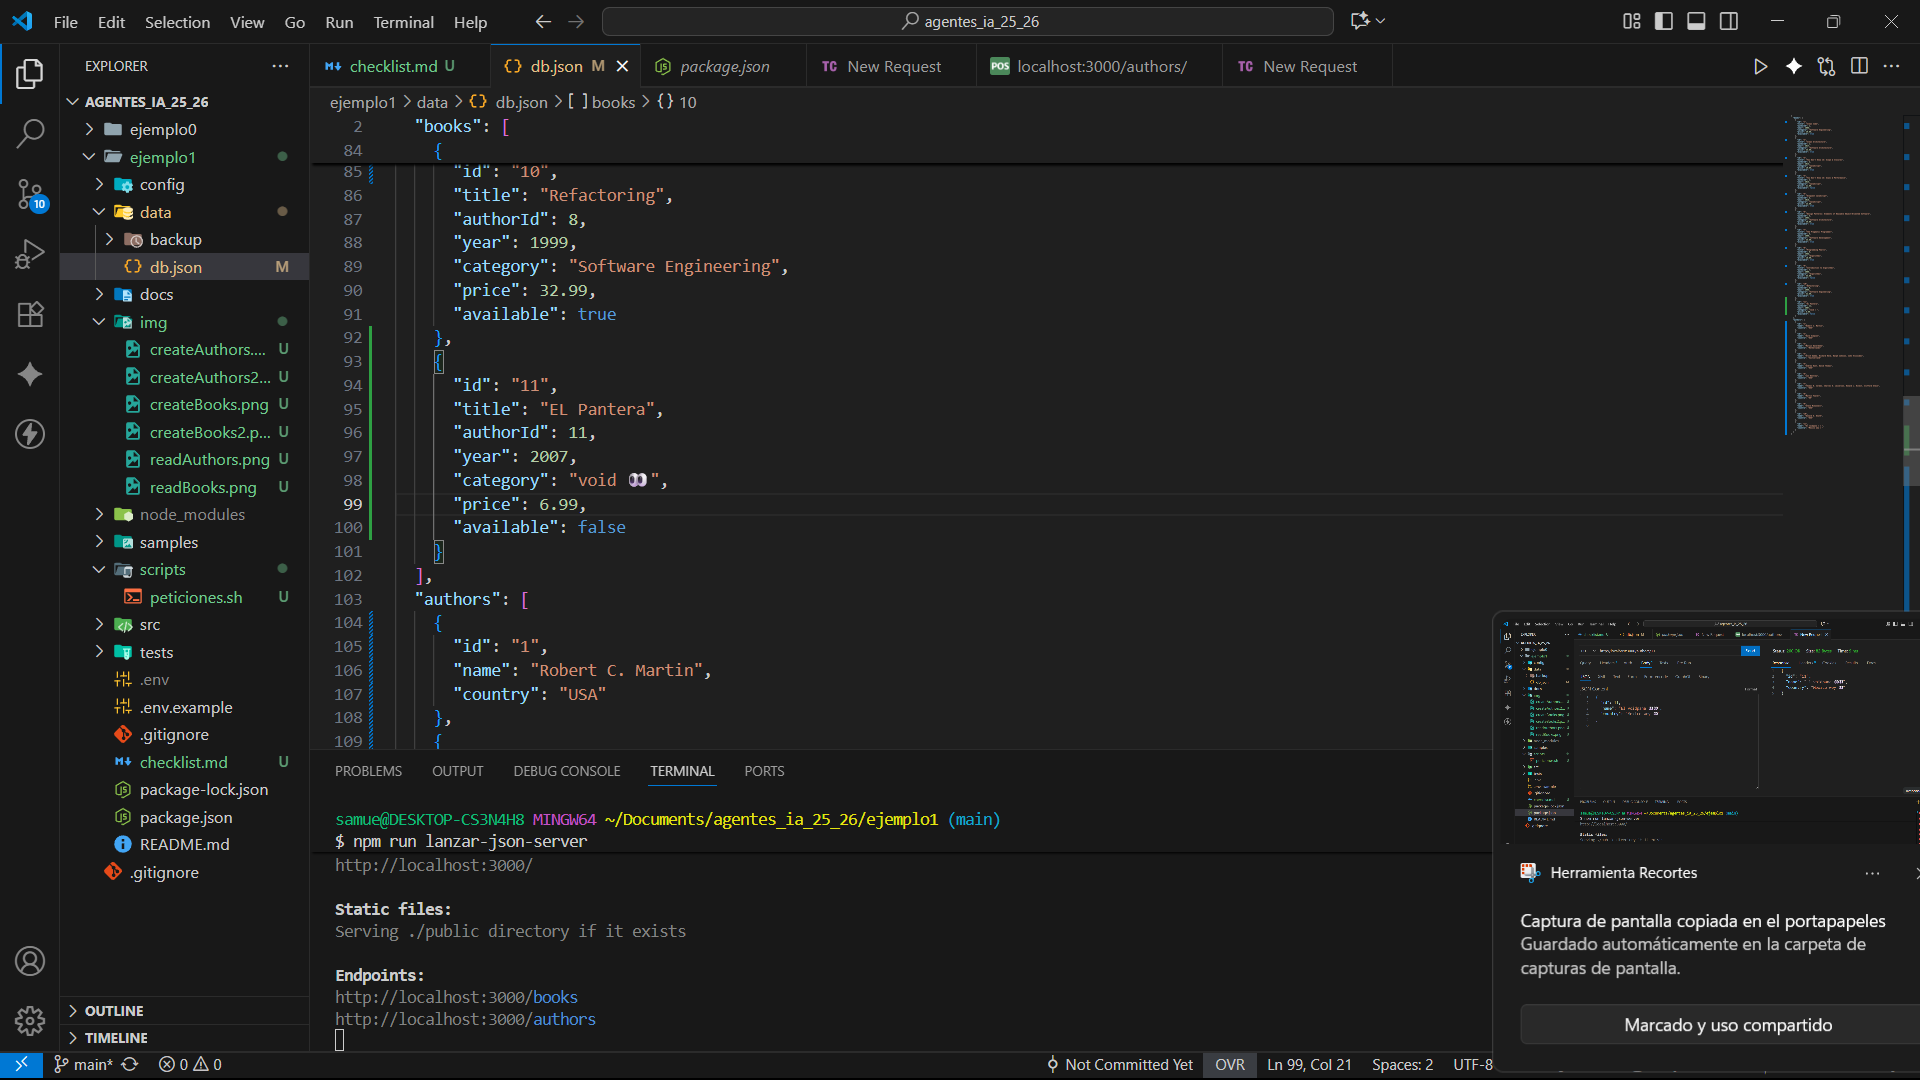 File Edit Selection View Go Run Terminal Help
agentes_ia_25_26
EXPLORER
AGENTES_IA_25_26
ejemplo0
ejemplo1
config
data
backup
db.json M
docs
img
createAuthors.... U
createAuthors2... U
createBooks.png U
createBooks2.p... U
readAuthors.png U
readBooks.png U
node_modules
samples
scripts
peticiones.sh U
src
tests
.env
.env.example
.gitignore
checklist.md U
package-lock.json
package.json
README.md
.gitignore
OUTLINE
TIMELINE
10
checklist.md U
db.json M
package.json
TC New Request
POS localhost:3000/authors/
TC New Request
ejemplo1 > data > {} db.json > [ ] books > {} 10
2 "books": [
84 {
85 "id": "10",
86 "title": "Refactoring",
87 "authorId": 8,
88 "year": 1999,
89 "category": "Software Engineering",
90 "price": 32.99,
91 "available": true
92 },
93 {
94 "id": "11",
95 "title": "EL Pantera",
96 "authorId": 11,
97 "year": 2007,
98 "category": "void 👀",
99 "price": 6.99,
100 "available": false
101 }
102 ],
103 "authors": [
104 {
105 "id": "1",
106 "name": "Robert C. Martin",
107 "country": "USA"
108 },
109 {
PROBLEMS OUTPUT DEBUG CONSOLE TERMINAL PORTS
samue@DESKTOP-CS3N4H8 MINGW64 ~/Documents/agentes_ia_25_26/ejemplo1 (main)
$ npm run lanzar-json-server
http://localhost:3000/
Static files:
Serving ./public directory if it exists
Endpoints:
http://localhost:3000/books
http://localhost:3000/authors
Herramienta Recortes
Captura de pantalla copiada en el portapapeles
Guardado automáticamente en la carpeta de
capturas de pantalla.
Marcado y uso compartido
main* 0 0
Not Committed Yet OVR Ln 99, Col 21 Spaces: 2 UTF-8